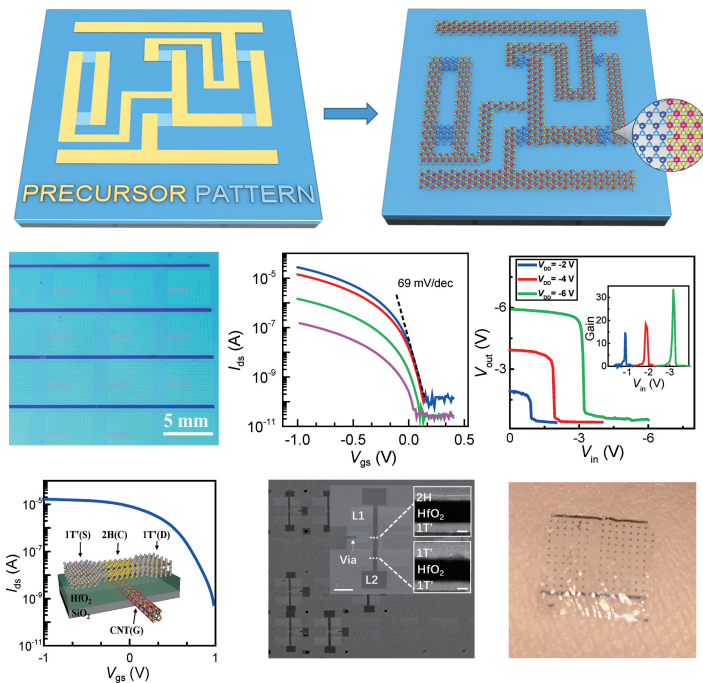 PRECURSOR PATTERN
5 mm
10⁻⁵
10⁻⁷
10⁻⁹
10⁻¹¹
I_ds (A)
69 mV/dec
-1.0
-0.5
0.0
0.5
V_gs (V)
V_DD= -2 V
V_DD= -4 V
V_DD= -6 V
-6
-3
V_out (V)
30
20
10
0
Gain
-1 -2 -3
V_in (V)
0
-3
-6
V_in (V)
10⁻⁵
10⁻⁷
10⁻⁹
10⁻¹¹
I_ds (A)
1T'(S)
2H(C)
1T'(D)
HfO₂
SiO₂
CNT(G)
-1
0
1
V_gs (V)
L1
Via
L2
2H
HfO₂
1T'
1T'
HfO₂
1T'